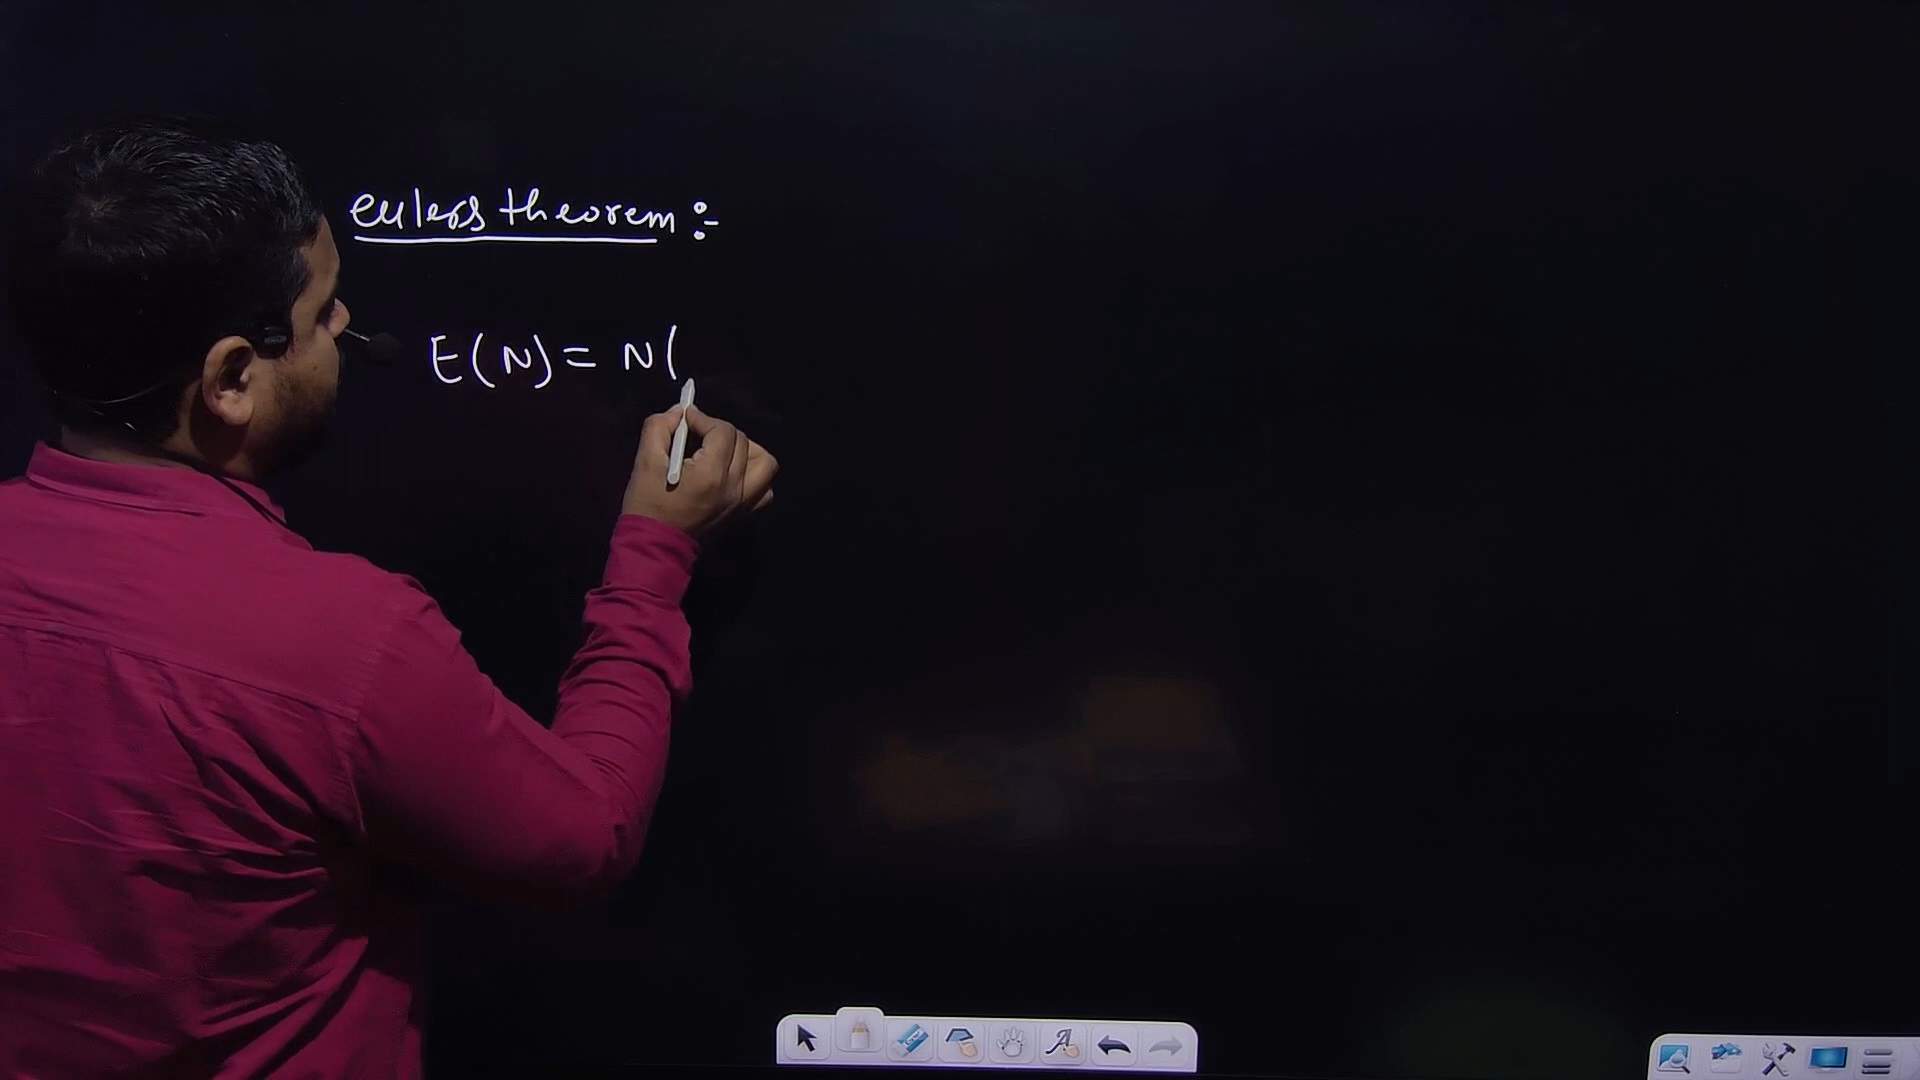 eulers theorem :-
E(N) = N(